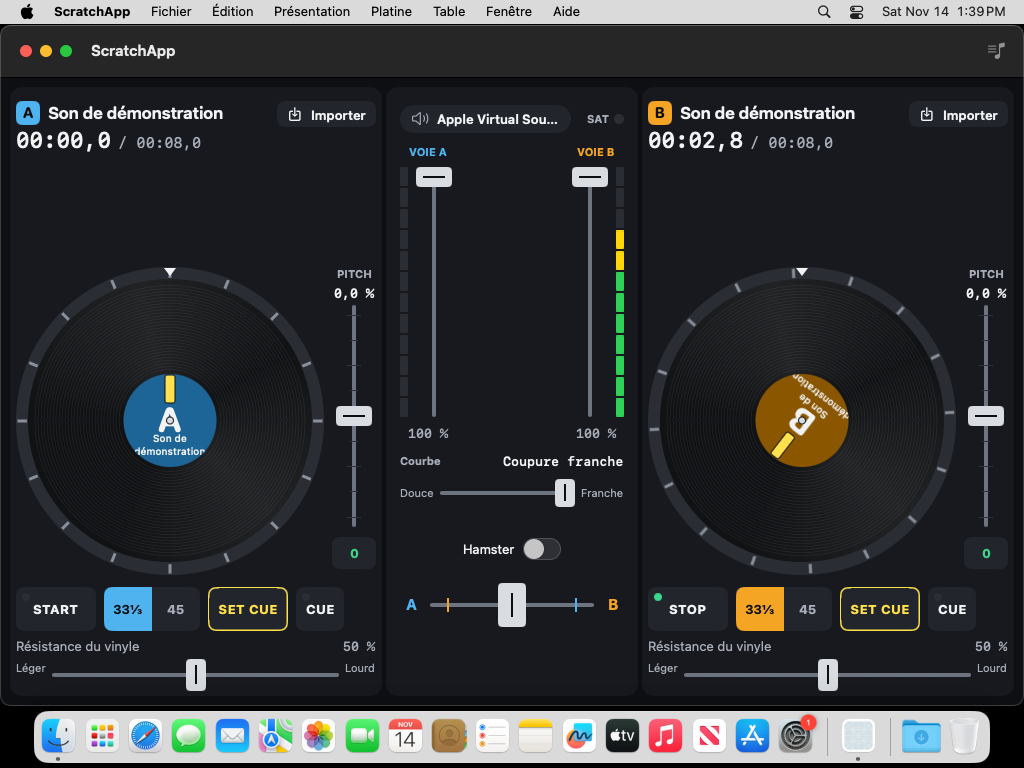 ScratchApp Fichier Édition Présentation Platine Table Fenêtre Aide Sat Nov 14 1:39 PM
ScratchApp
A Son de démonstration Importer
00:00,0 / 00:08,0
PITCH
0,0 %
A
Son de
démonstration
0
START 33⅓ 45 SET CUE CUE
Résistance du vinyle 50 %
Léger Lourd
Apple Virtual Sou... SAT
VOIE A VOIE B
100 % 100 %
Courbe Coupure franche
Douce Franche
Hamster
A B
B Son de démonstration Importer
00:02,8 / 00:08,0
PITCH
0,0 %
B
Son de
démonstration
0
STOP 33⅓ 45 SET CUE CUE
Résistance du vinyle 50 %
Léger Lourd
NOV
14
tv
1